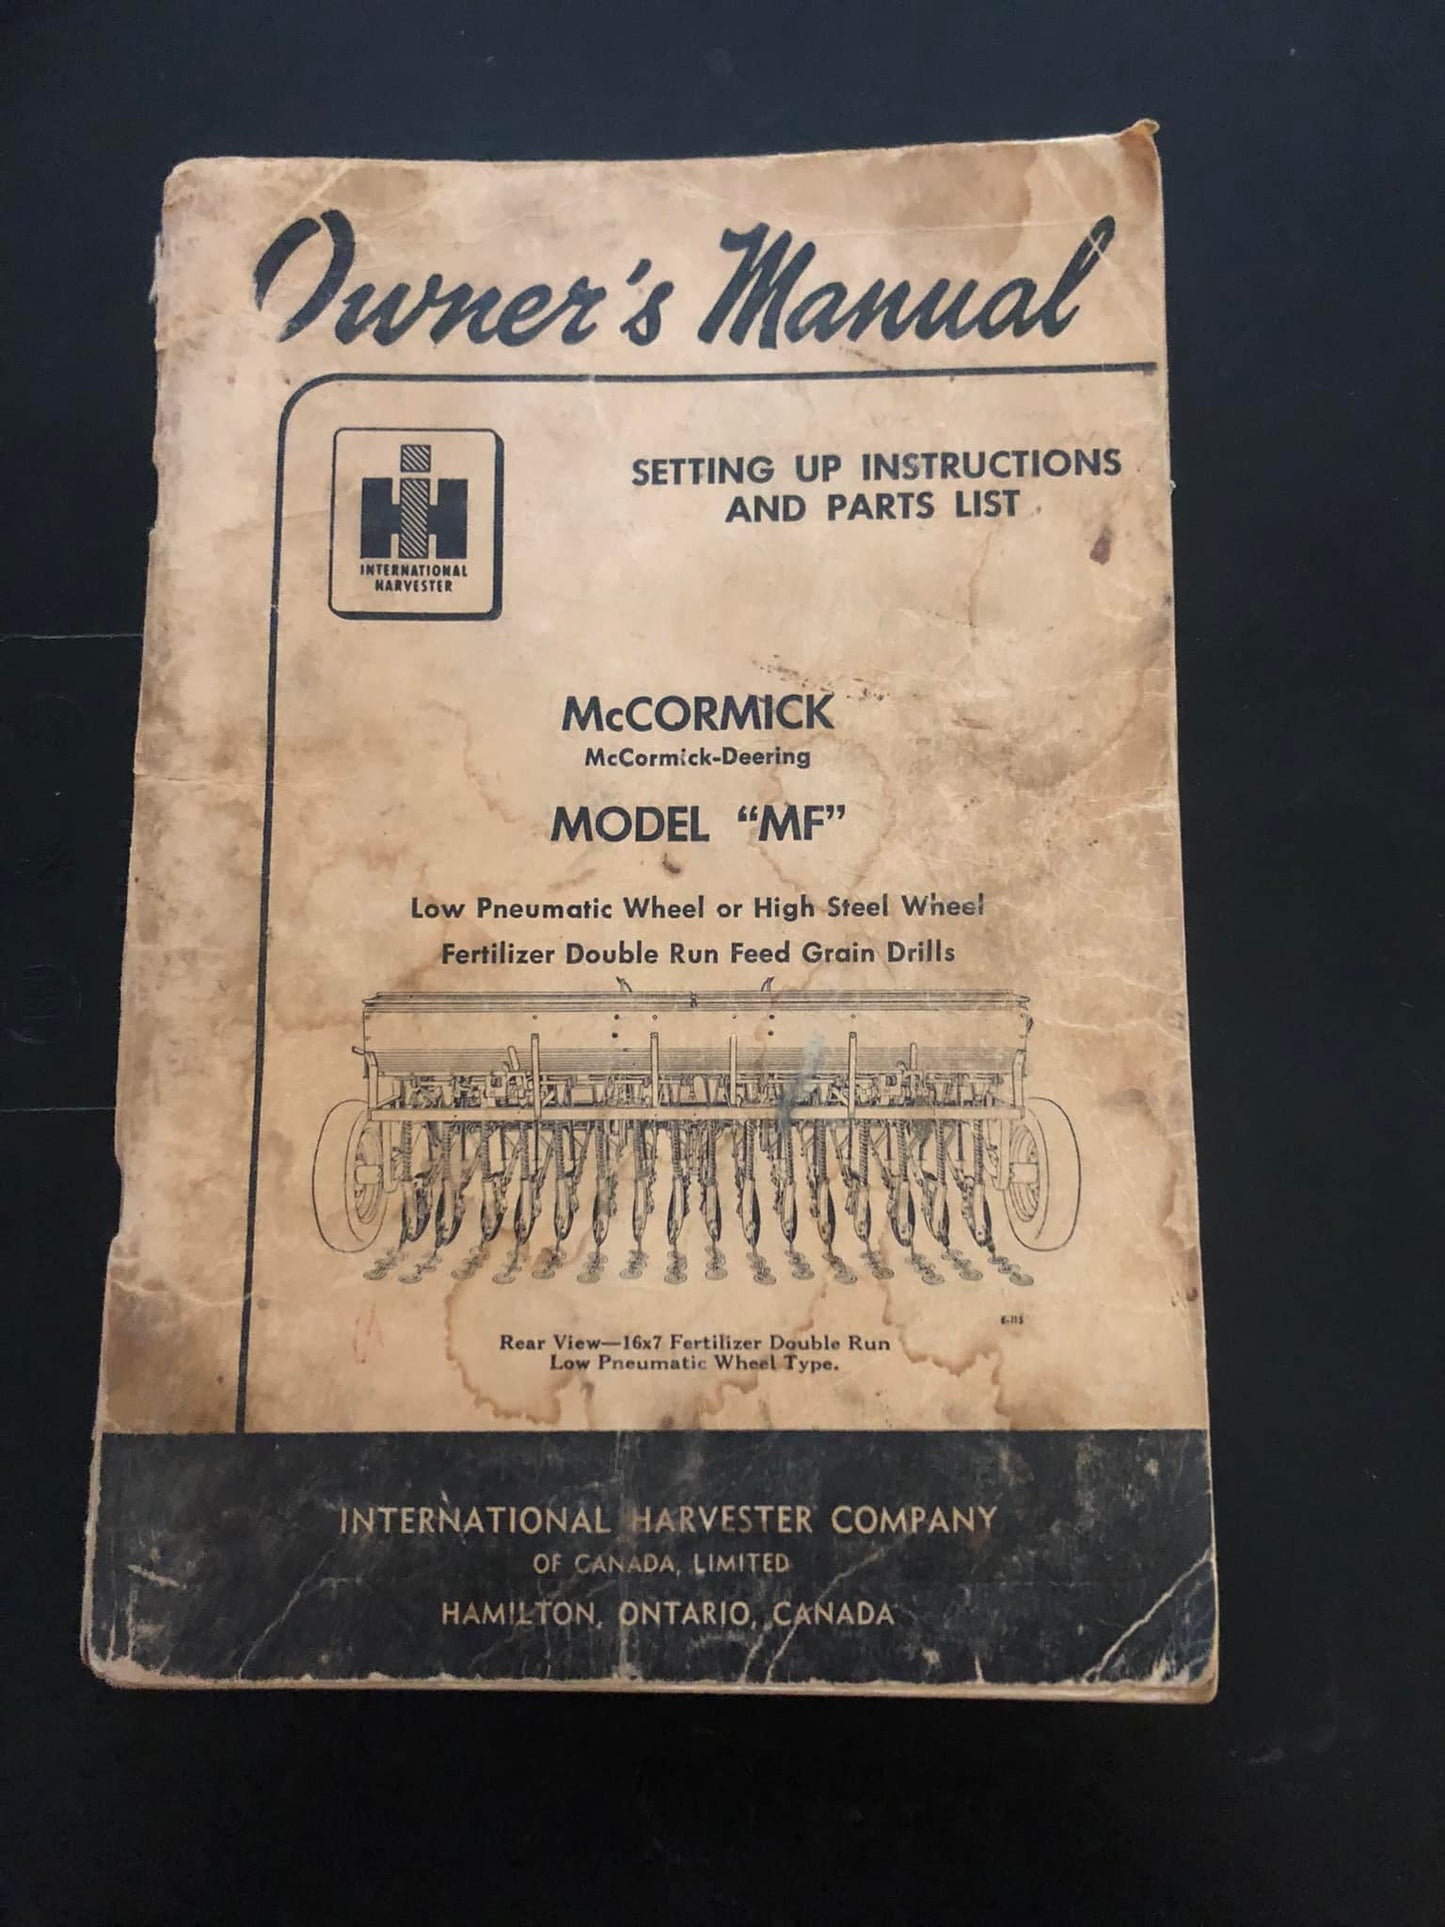 Owner's Manual
SETTING UP INSTRUCTIONS
AND PARTS LIST
IH
INTERNATIONAL
HARVESTER
McCORMICK
McCormick-Deering
MODEL “MF”
Low Pneumatic Wheel or High Steel Wheel
Fertilizer Double Run Feed Grain Drills
E-115
Rear View—16x7 Fertilizer Double Run
Low Pneumatic Wheel Type.
INTERNATIONAL HARVESTER COMPANY
OF CANADA, LIMITED
HAMILTON, ONTARIO, CANADA